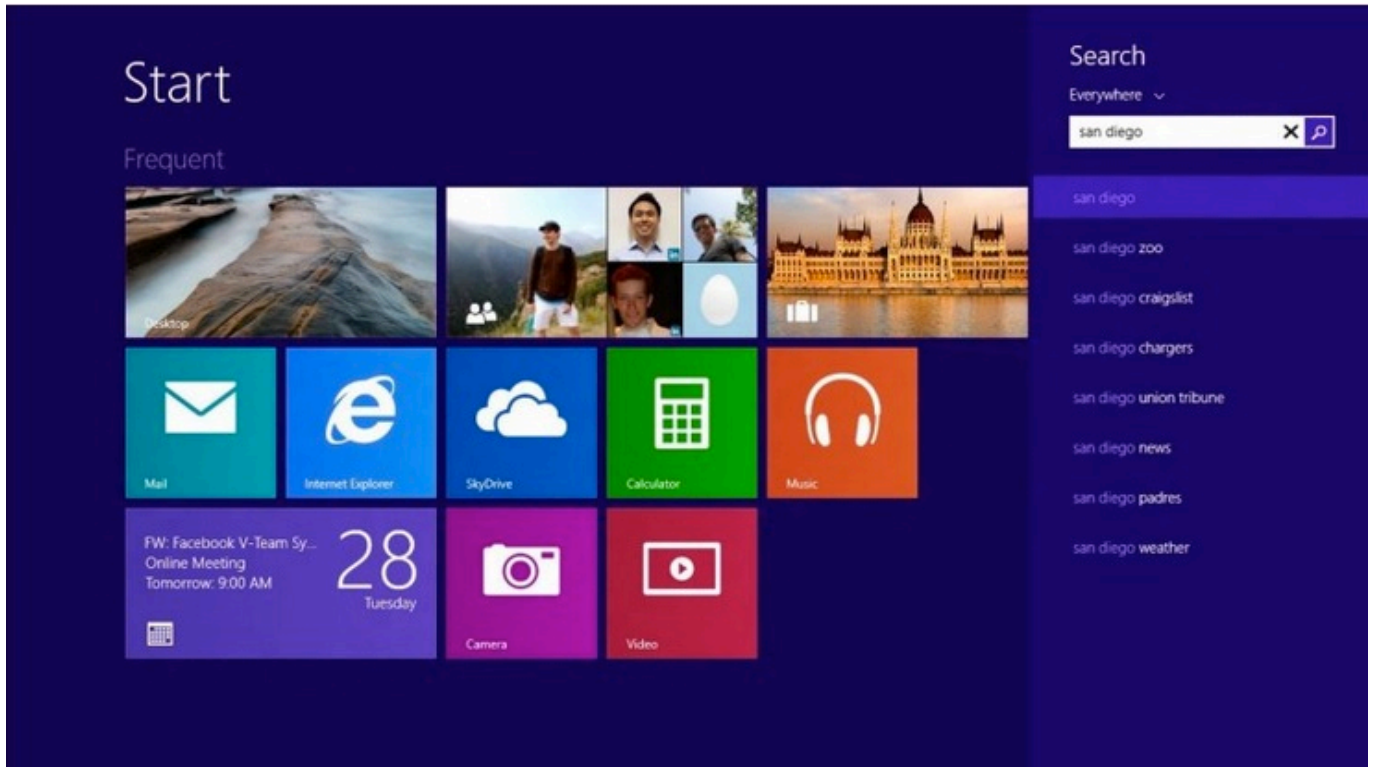 Start
Frequent
Desktop
Mail
Internet Explorer
SkyDrive
Calculator
Music
FW: Facebook V-Team Sy...
Online Meeting
Tomorrow: 9:00 AM
28
Tuesday
Camera
Video
Search
Everywhere
san diego
san diego
san diego zoo
san diego craigslist
san diego chargers
san diego union tribune
san diego news
san diego padres
san diego weather